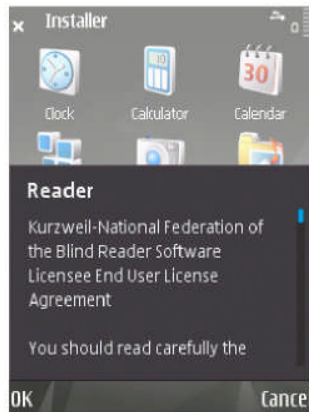 Installer
Clock
Calculator
Calendar
10
30
Reader
Kurzweil-National Federation of
the Blind Reader Software
Licensee End User License
Agreement
You should read carefully the
OK
Cance